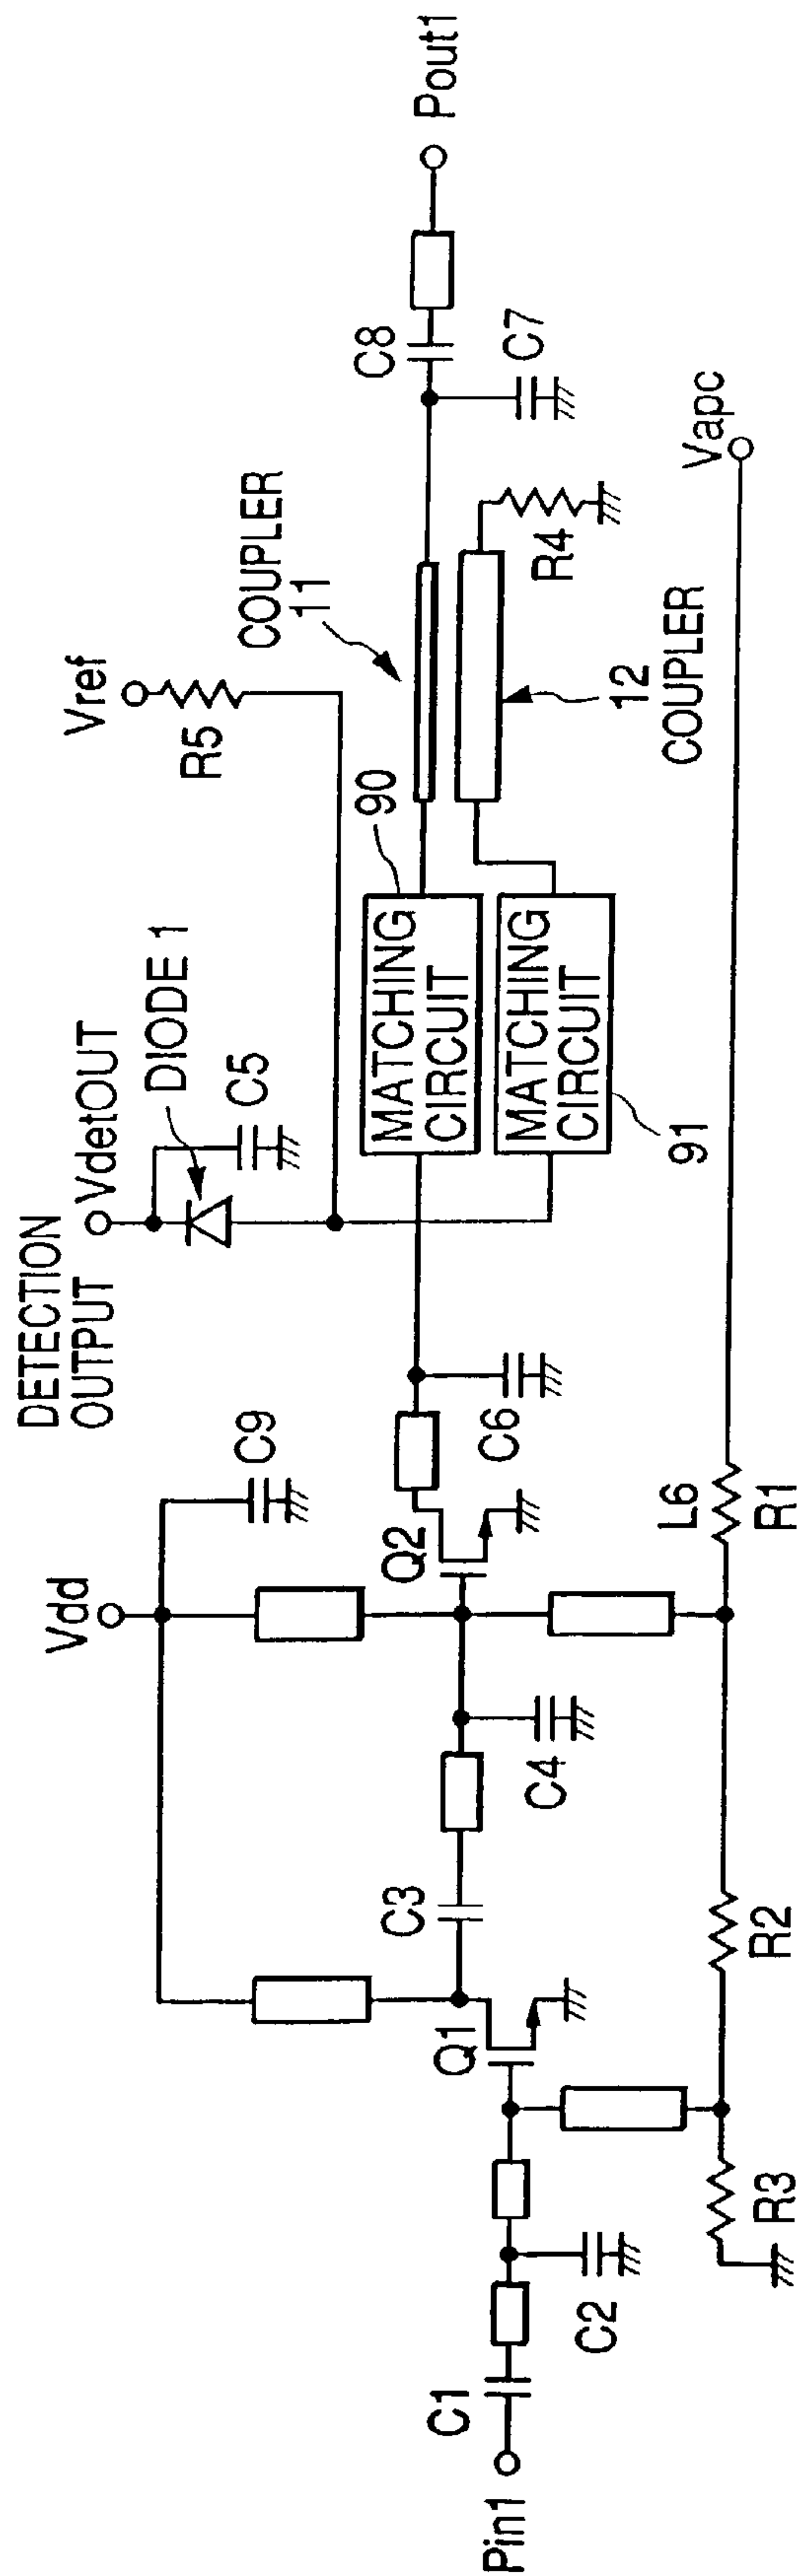 DETECTION
OUTPUT
VdetOUT
DIODE 1
C5
Vref
R5
COUPLER
11
Vdd
C9
90
MATCHING
CIRCUIT
MATCHING
CIRCUIT
91
12
COUPLER
R4
C8
C7
Pout1
Vapc
Pin1
C1
C2
Q1
C3
C4
Q2
C6
L6
R1
R2
R3